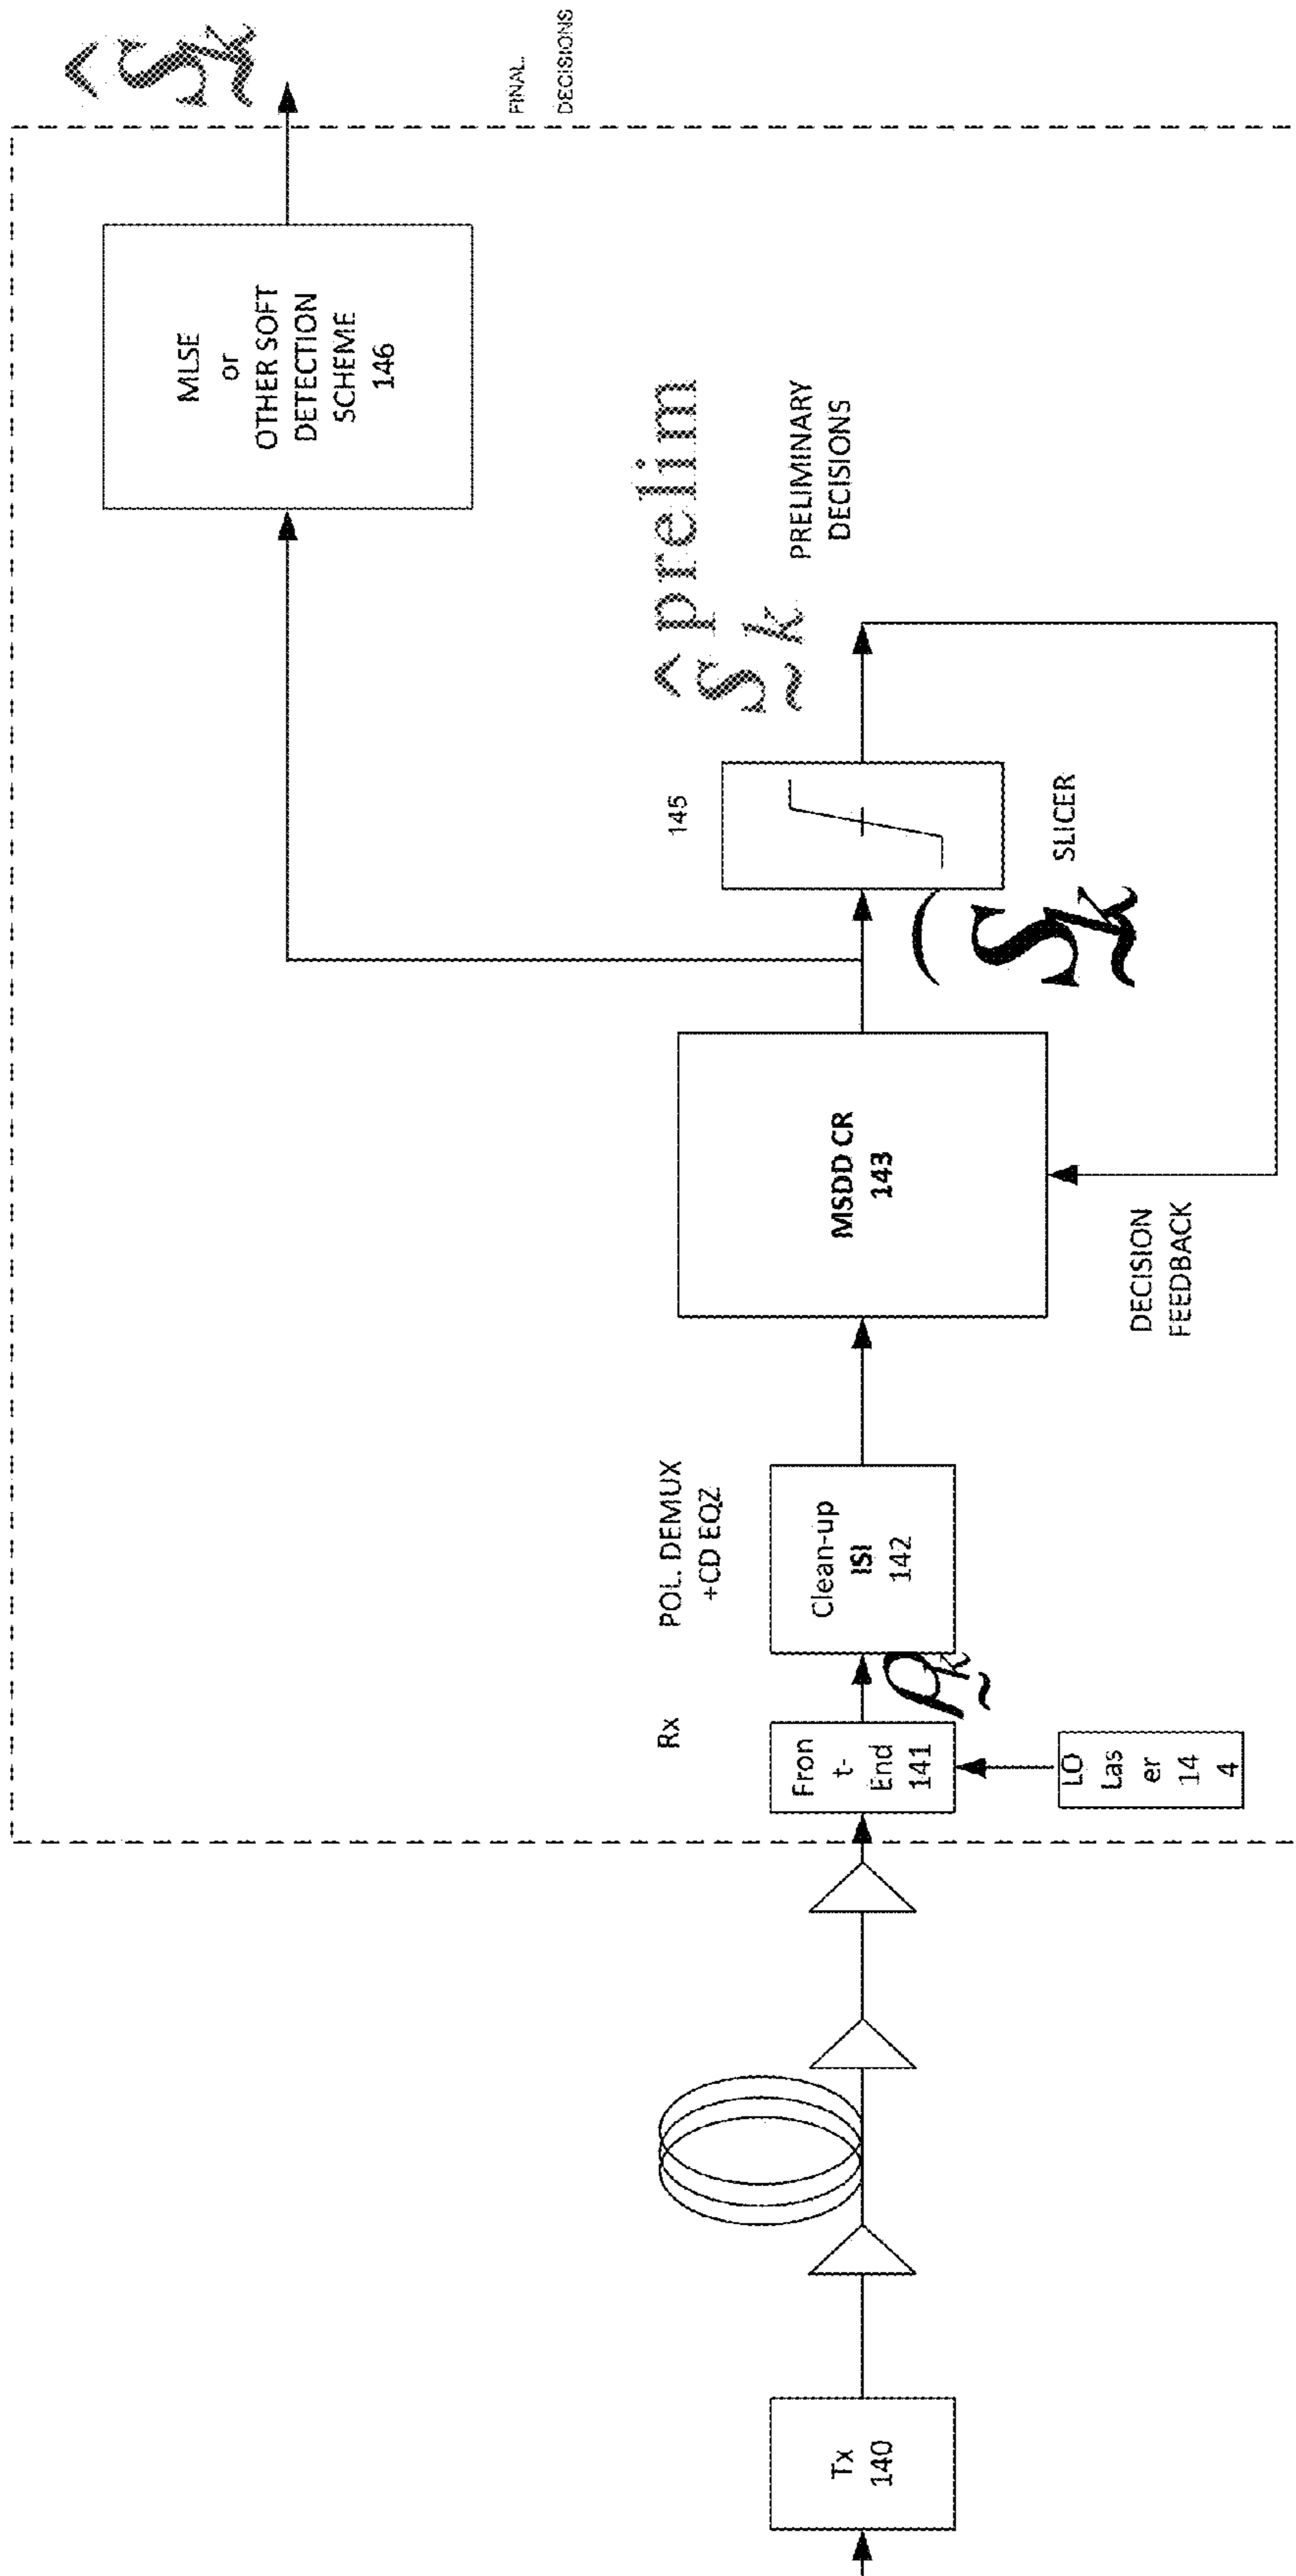 Tx
140
Rx
Fron
t-
End
141
LO
Las
er
14
4
ρ̰k
POL. DEMUX
+CD EQZ
Clean-up
ISI
142
MSDD CR
143
DECISION
FEEDBACK
S̰k
145
SLICER
ŝ̰k prelim
PRELIMINARY
DECISIONS
MLSE
or
OTHER SOFT
DETECTION
SCHEME
146
Ŝ̰k
FINAL.
DECISIONS